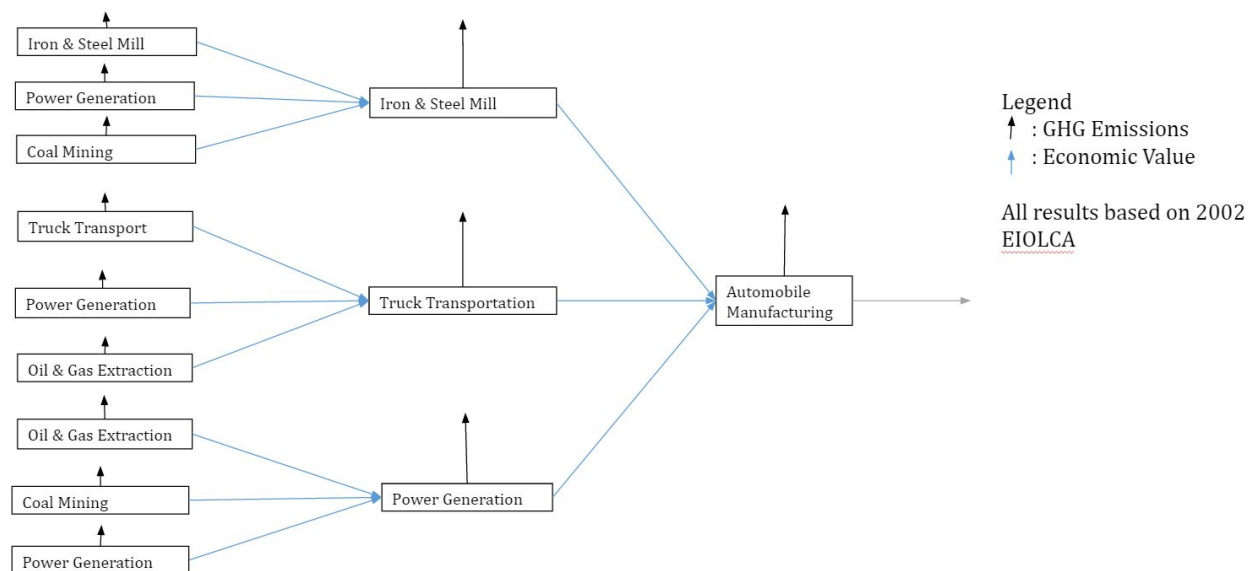 Iron & Steel Mill
Power Generation
Coal Mining
Iron & Steel Mill
Truck Transport
Power Generation
Oil & Gas Extraction
Truck Transportation
Oil & Gas Extraction
Coal Mining
Power Generation
Power Generation
Automobile
Manufacturing
Legend
: GHG Emissions
: Economic Value
All results based on 2002
EIOLCA